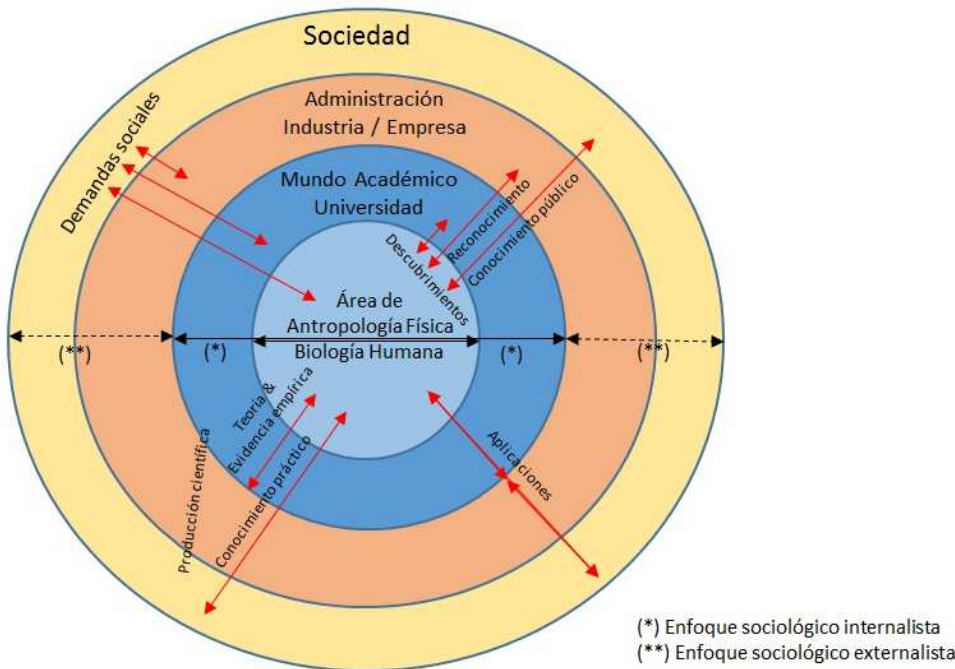 Sociedad
Administración
Industria / Empresa
Demandas sociales
Mundo Académico
Universidad
Descubrimientos
Reconocimiento
Conocimiento público
Área de
Antropología Física
Biología Humana
(**)
(*)
(*)
(**)
Teoría &
Evidencia empírica
Producción científica
Conocimiento práctico
Aplicaciones
(*) Enfoque sociológico internalista
(**) Enfoque sociológico externalista